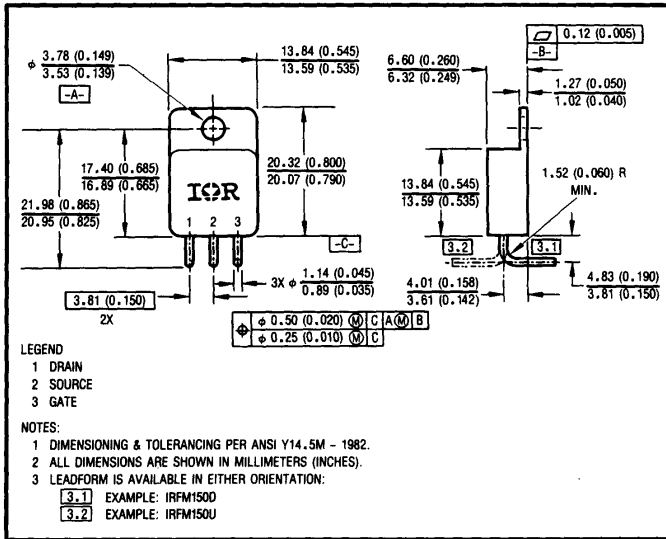 φ 3.78 (0.149)
3.53 (0.139)
-A-
13.84 (0.545)
13.59 (0.535)
⏥ 0.12 (0.005)
-B-
6.60 (0.260)
6.32 (0.249)
1.27 (0.050)
1.02 (0.040)
17.40 (0.685)
16.89 (0.665)
20.32 (0.800)
20.07 (0.790)
21.98 (0.865)
20.95 (0.825)
IOR
1 2 3
-C-
13.84 (0.545)
13.59 (0.535)
1.52 (0.060) R
MIN.
3.2
3.1
3.81 (0.150)
2X
3X φ 1.14 (0.045)
0.89 (0.035)
4.01 (0.158)
3.61 (0.142)
4.83 (0.190)
3.81 (0.150)
⌖ φ 0.50 (0.020) Ⓜ C A Ⓜ B
φ 0.25 (0.010) Ⓜ C
LEGEND
1 DRAIN
2 SOURCE
3 GATE
NOTES:
1 DIMENSIONING & TOLERANCING PER ANSI Y14.5M – 1982.
2 ALL DIMENSIONS ARE SHOWN IN MILLIMETERS (INCHES).
3 LEADFORM IS AVAILABLE IN EITHER ORIENTATION:
3.1 EXAMPLE: IRFM150D
3.2 EXAMPLE: IRFM150U